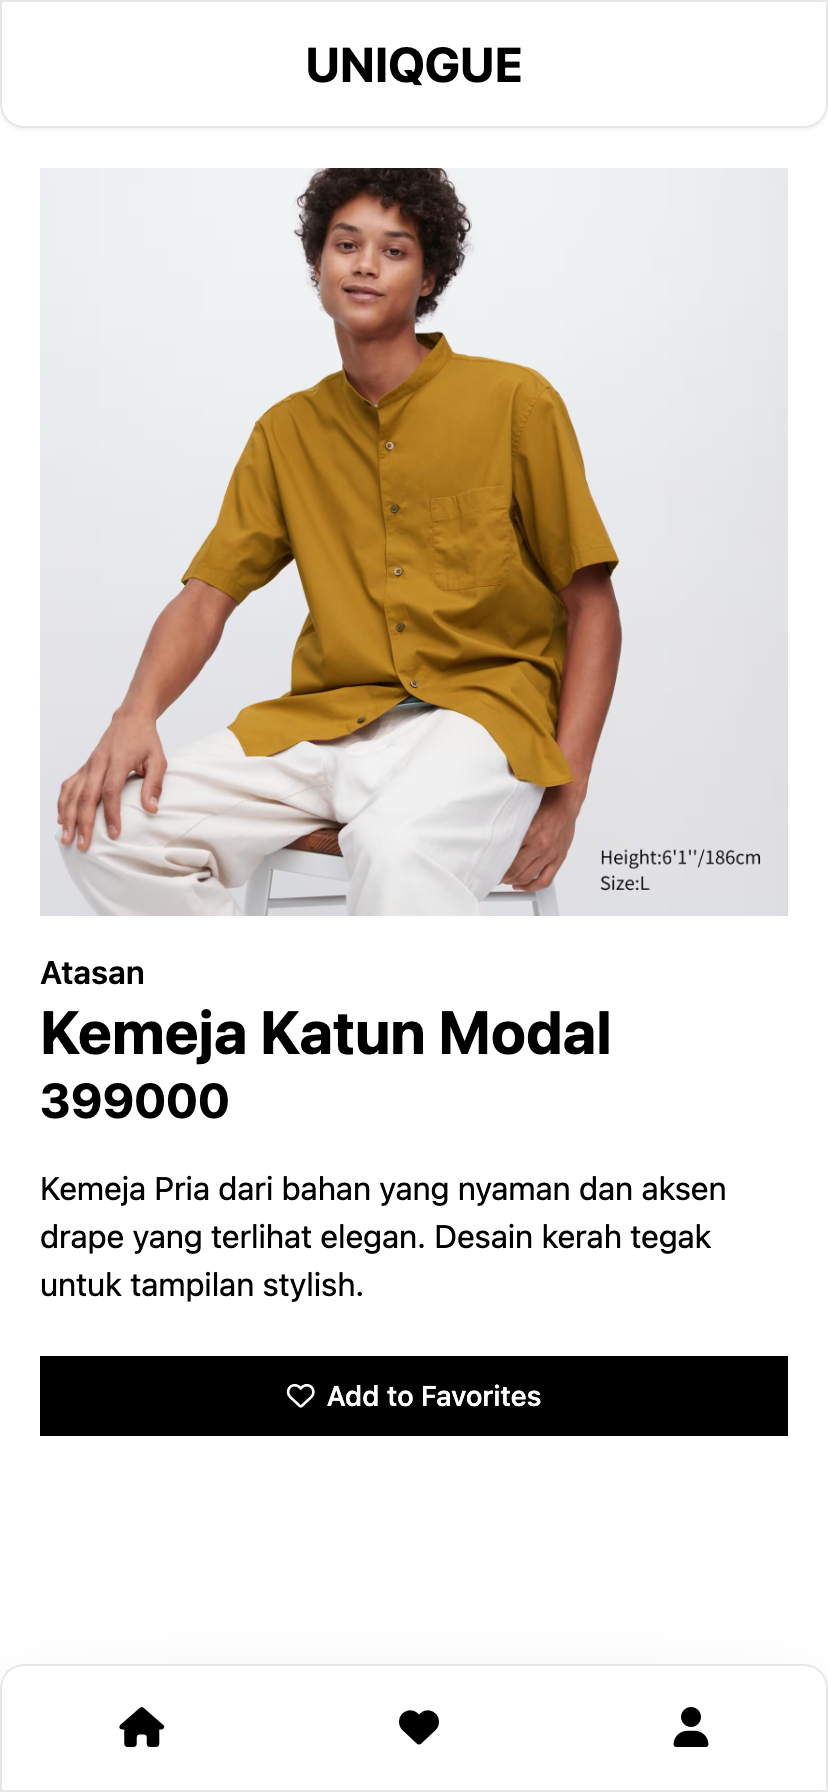 UNIQGUE
Height:6'1''/186cm
Size:L
Atasan
Kemeja Katun Modal
399000
Kemeja Pria dari bahan yang nyaman dan aksen
drape yang terlihat elegan. Desain kerah tegak
untuk tampilan stylish.
Add to Favorites